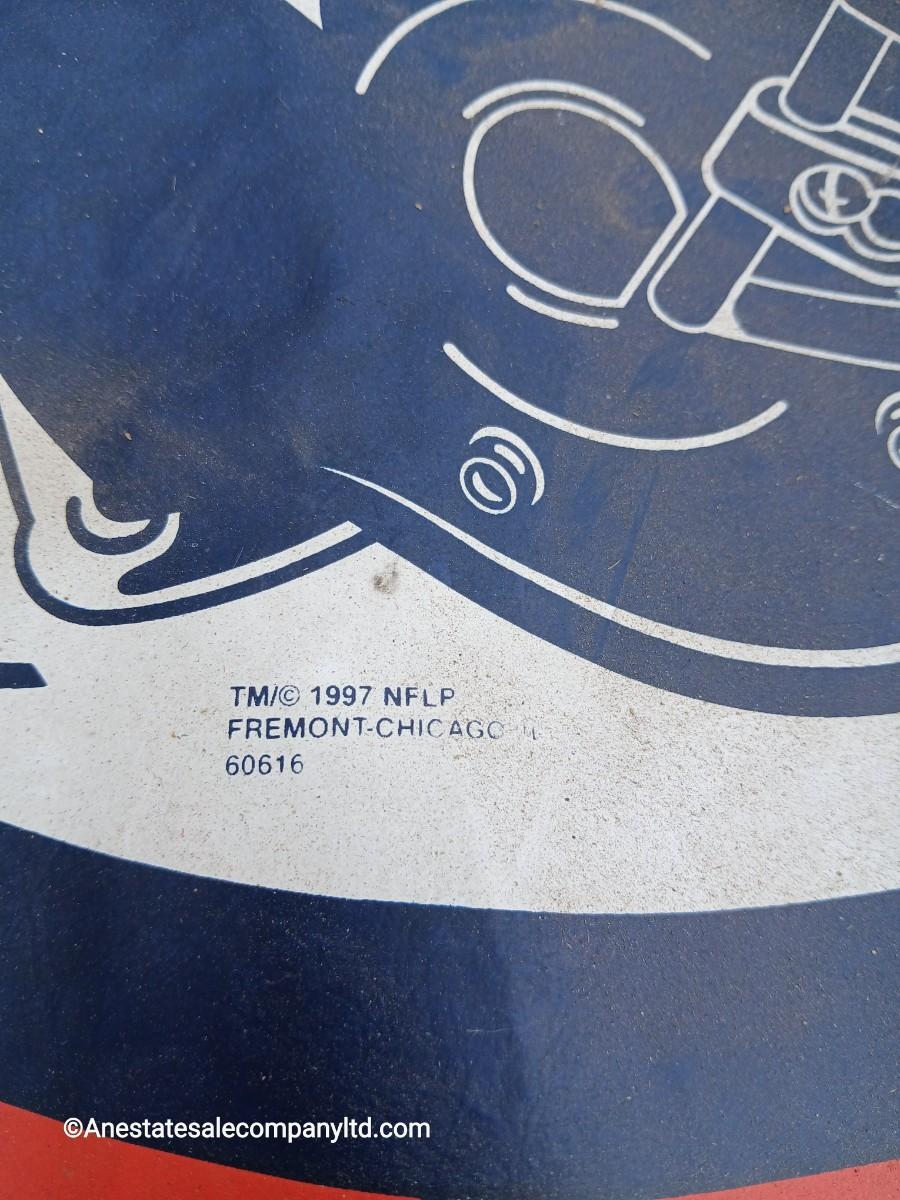 TM/© 1997 NFLP
FREMONT-CHICAGO
60616
©Anestatesalecompanyltd.com